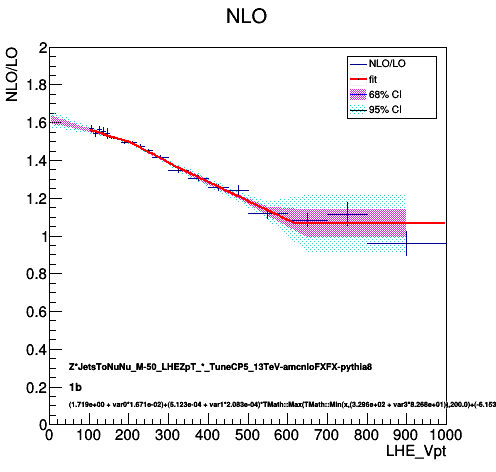 NLO
NLO/LO
2
1.8
1.6
1.4
1.2
1
0.8
0.6
0.4
0.2
0
NLO/LO
fit
68% CI
95% CI
Z*JetsToNuNu_M-50_LHEZpT_*_TuneCP5_13TeV-amcnloFXFX-pythia8
1b
(1.719e+00 + var0*1.671e-02)+(5.123e-04 + var1*2.083e-04)*TMath::Max(TMath::Min(x,(3.296e+02 + var3*8.268e+01)),200.0)+(-6.153
0 100 200 300 400 500 600 700 800 900 1000
LHE_Vpt